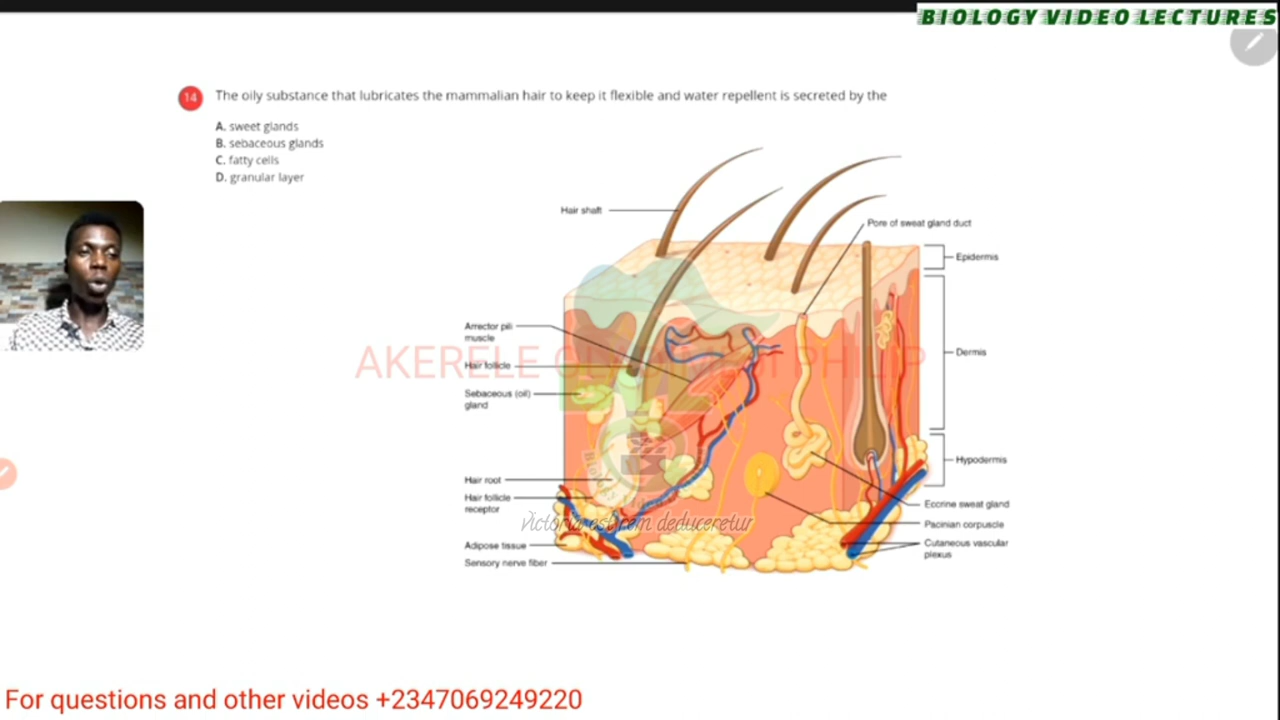 BIOLOGY VIDEO LECTURES
14 The oily substance that lubricates the mammalian hair to keep it flexible and water repellent is secreted by the
A. sweet glands
B. sebaceous glands
C. fatty cells
D. granular layer
Hair shaft
Pore of sweat gland duct
Epidermis
Arrector pili
muscle
Dermis
AKERELE
PHILIP
Hair follicle
Sebaceous (oil)
gland
Hypodermis
Hair root
Hair follicle
receptor
Eccrine sweat gland
Pacinian corpuscle
deduceretur
Adipose tissue
Cutaneous vascular
plexus
Sensory nerve fiber
For questions and other videos +2347069249220